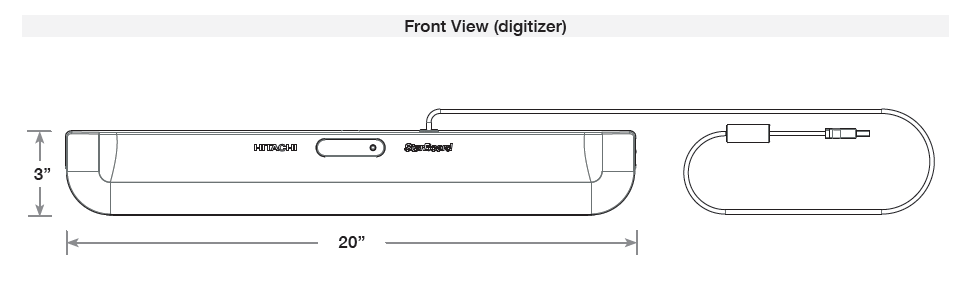 Front View (digitizer)
HITACHI
StarBoard
3”
20”